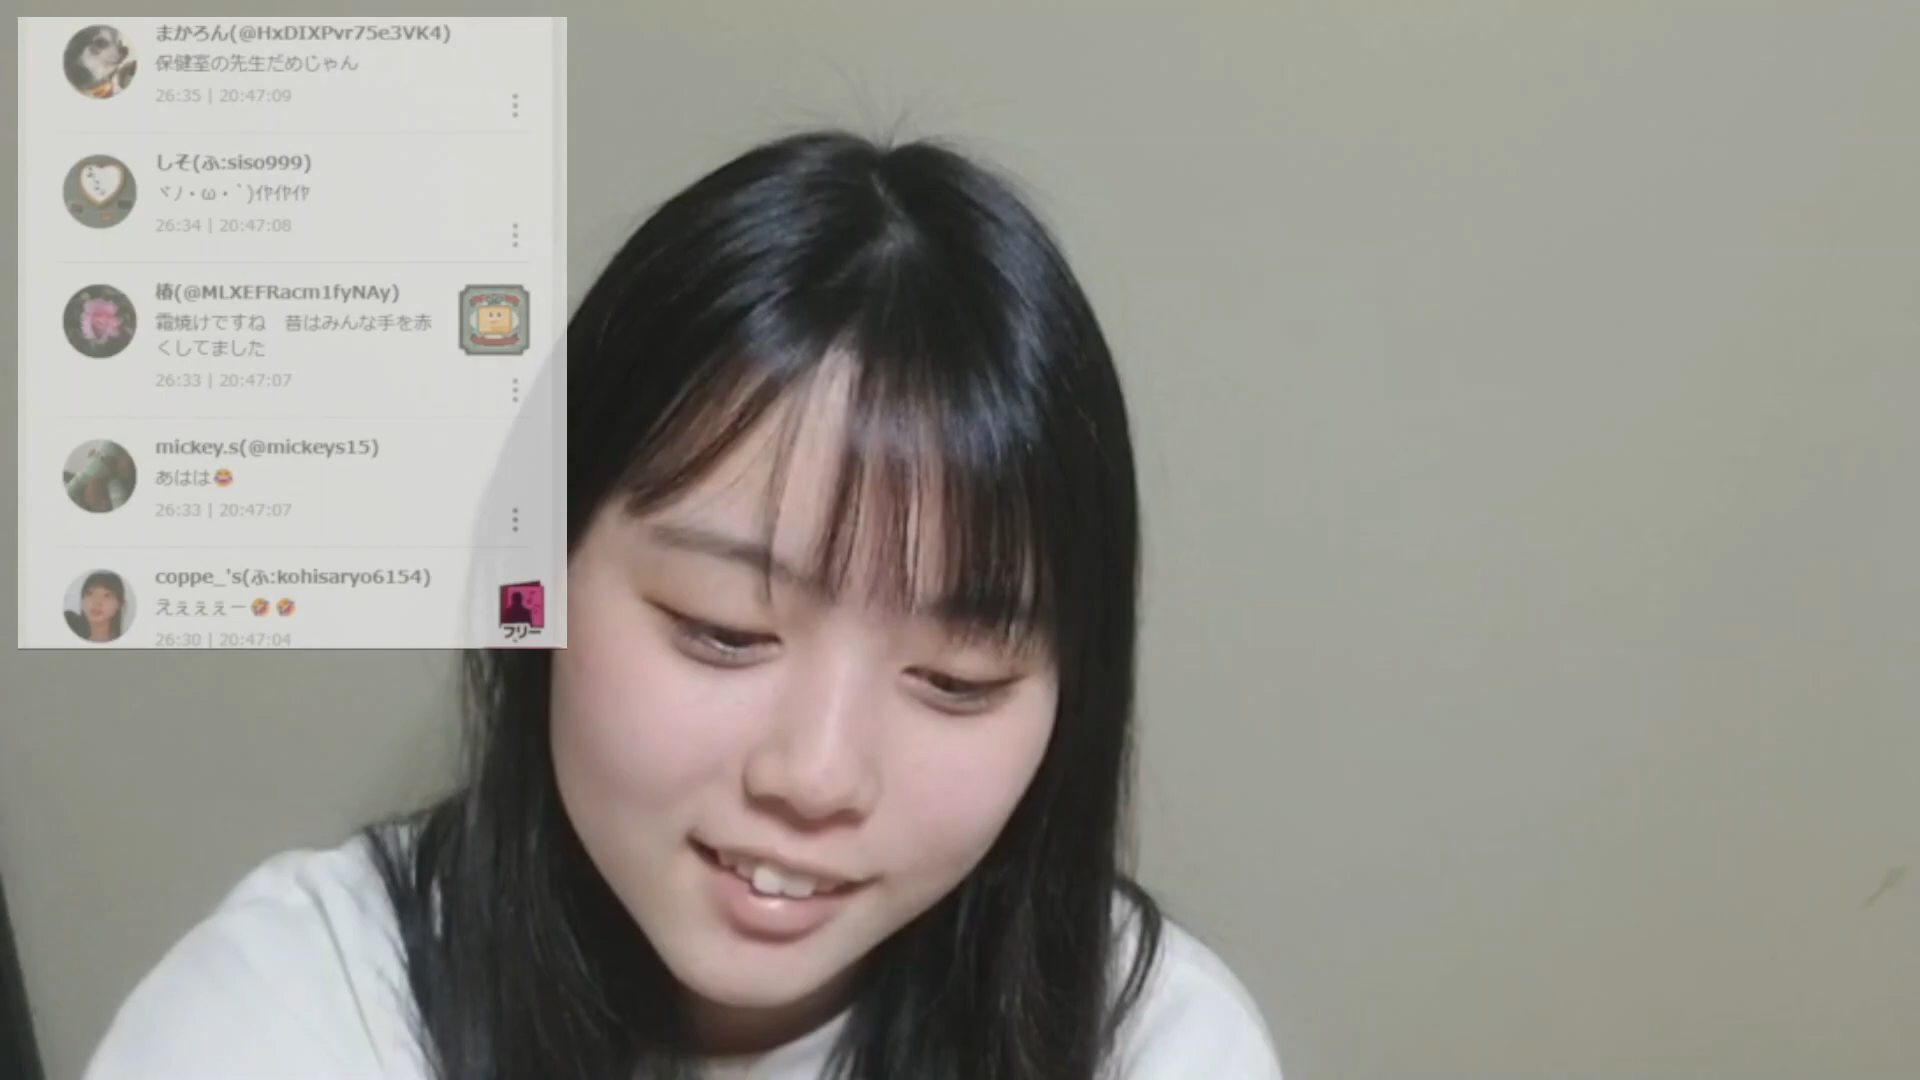 まかろん(@HxDIXPvr75e3VK4)
保健室の先生だめじゃん
26:35 | 20:47:09
しそ(ふ:siso999)
ヾノ・ω・`)ｲﾔｲﾔｲﾔ
26:34 | 20:47:08
椿(@MLXEFRacm1fyNAy)
霜焼けですね　昔はみんな手を赤
くしてました
26:33 | 20:47:07
mickey.s(@mickeys15)
あはは😂
26:33 | 20:47:07
coppe_'s(ふ:kohisaryo6154)
えぇぇぇー🤣🤣
フリー
26:30 | 20:47:04